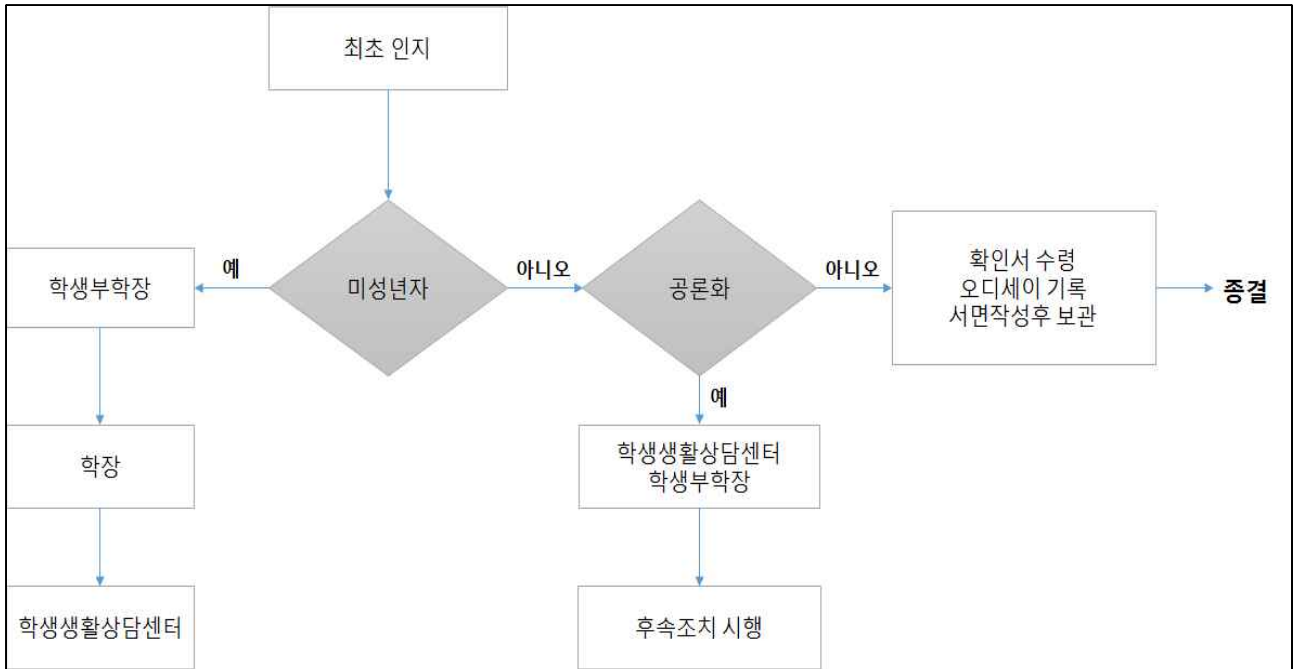 최초 인지
예
아니오
아니오
학생부학장
미성년자
공론화
확인서 수령
오디세이 기록
서면작성후 보관
종결
예
학장
학생생활상담센터
학생부학장
학생생활상담센터
후속조치 시행